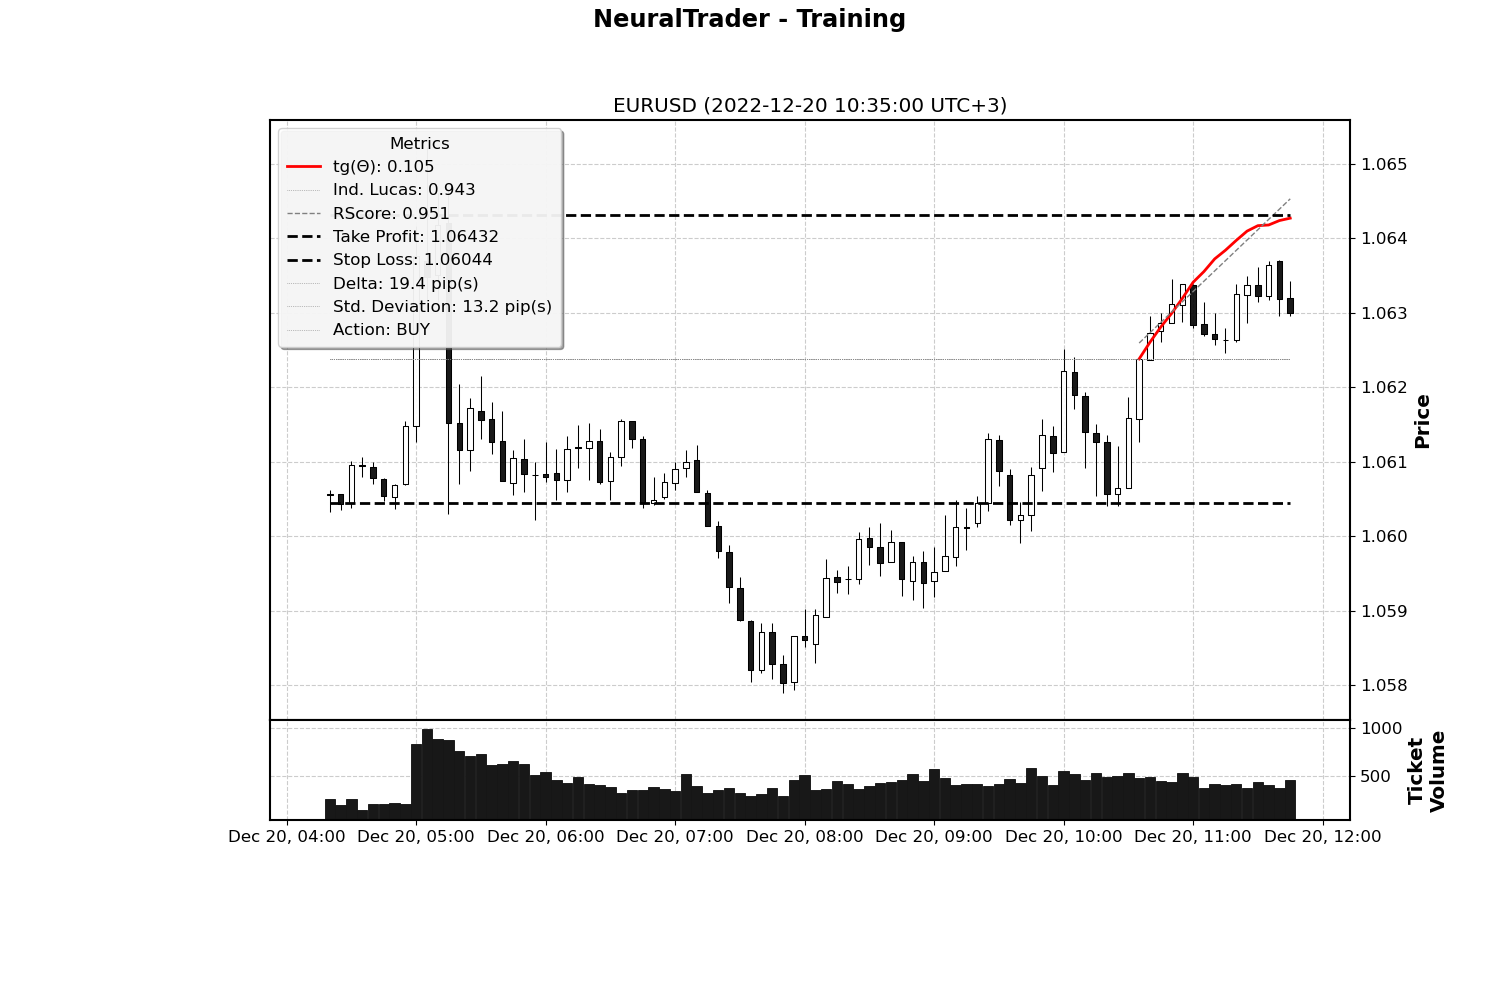 NeuralTrader - Training
EURUSD (2022-12-20 10:35:00 UTC+3)
Metrics
tg(Θ): 0.105
Ind. Lucas: 0.943
RScore: 0.951
Take Profit: 1.06432
Stop Loss: 1.06044
Delta: 19.4 pip(s)
Std. Deviation: 13.2 pip(s)
Action: BUY
1.065
1.064
1.063
1.062
1.061
1.060
1.059
1.058
Price
1000
500
Ticket
Volume
Dec 20, 04:00 Dec 20, 05:00 Dec 20, 06:00 Dec 20, 07:00 Dec 20, 08:00 Dec 20, 09:00 Dec 20, 10:00 Dec 20, 11:00 Dec 20, 12:00